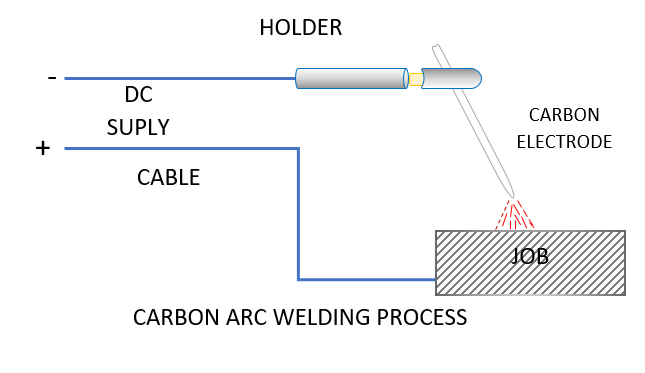 HOLDER
-
DC
SUPLY
+
CABLE
CARBON
ELECTRODE
JOB
CARBON ARC WELDING PROCESS